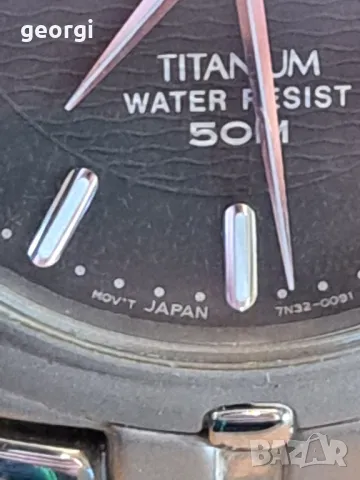 georgi
TITANIUM
WATER RESIST
50M
MOV'T JAPAN
7N32-0091
BAZAR